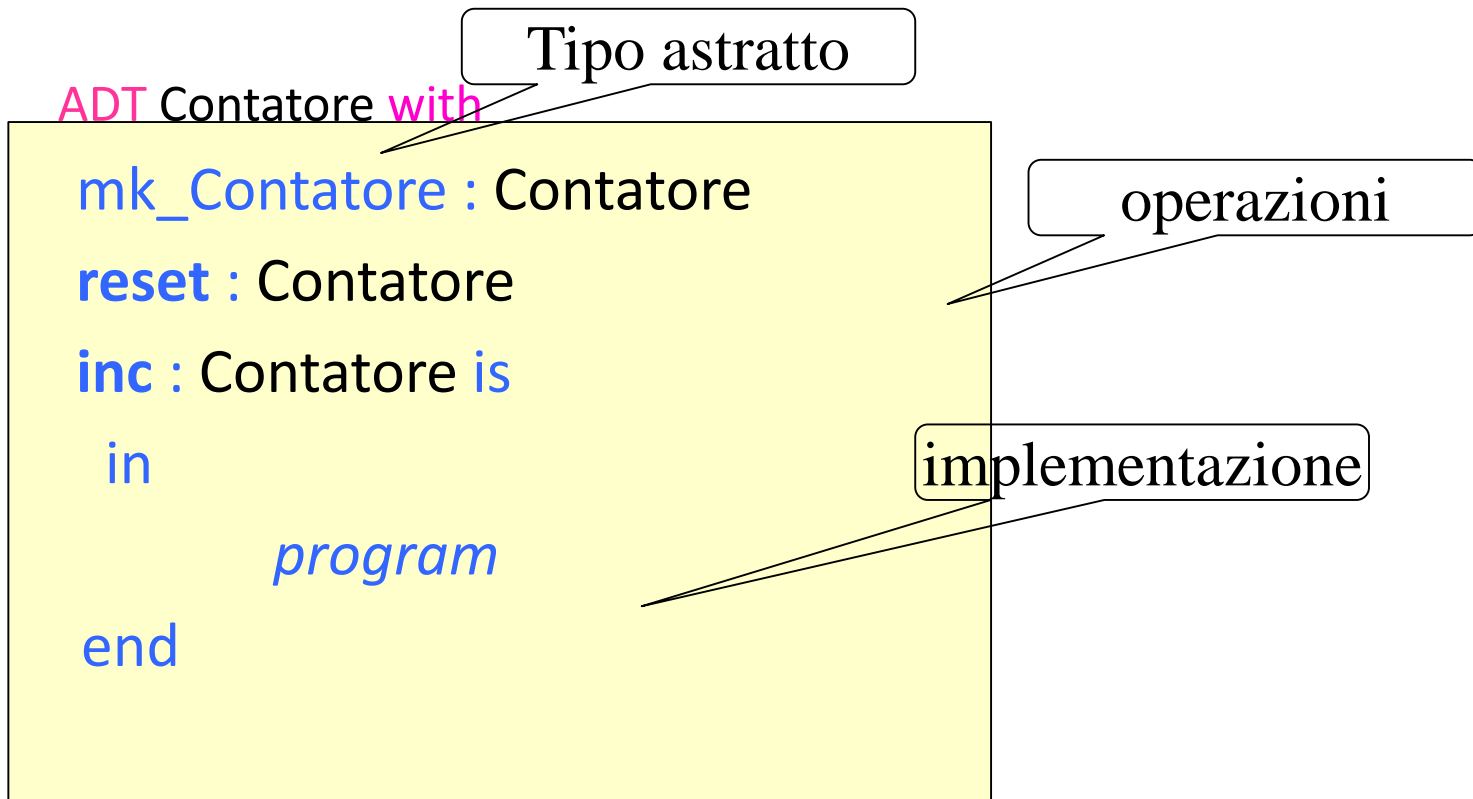 Tipo astratto
ADT Contatore with
mk_Contatore : Contatore
operazioni
reset : Contatore
inc : Contatore is
in
implementazione
program
end